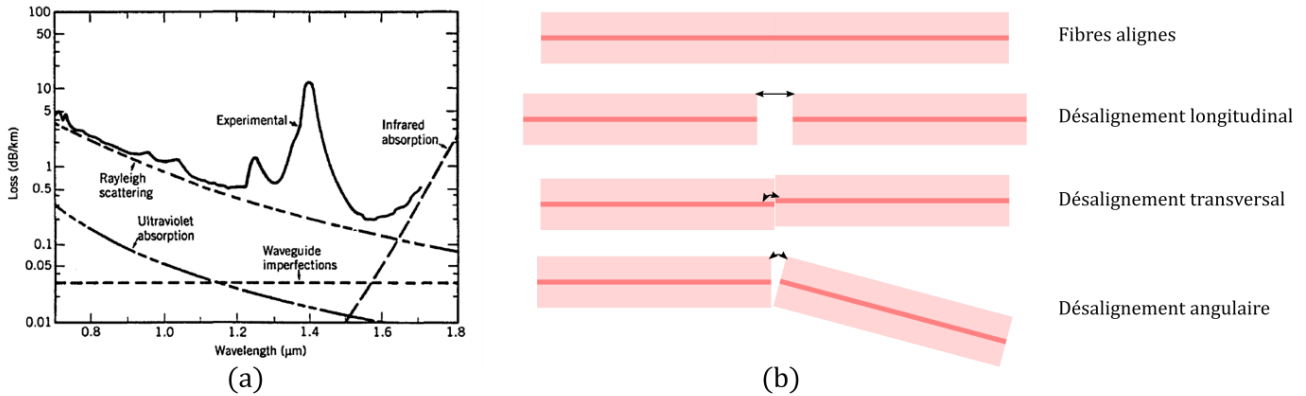 100
50
10
5
1
0.5
0.1
0.05
0.01
Loss (dB/km)
Experimental
Infrared
absorption
Rayleigh
scattering
Ultraviolet
absorption
Waveguide
imperfections
0.8
1.0
1.2
1.4
1.6
1.8
Wavelength (μm)
(a)
Fibres alignes
Désalignement longitudinal
Désalignement transversal
Désalignement angulaire
(b)